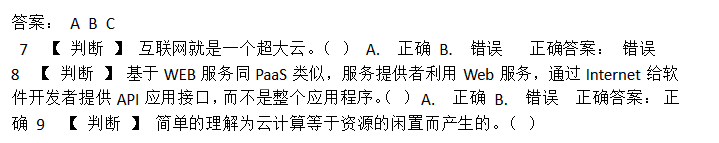 答案： A B C
7 【 判断 】 互联网就是一个超大云。（ ） A. 正确 B. 错误 正确答案： 错误
8 【 判断 】 基于 WEB 服务同 PaaS 类似，服务提供者利用 Web 服务，通过 Internet 给软
件开发者提供 API 应用接口，而不是整个应用程序。（ ） A. 正确 B. 错误 正确答案：正
确 9 【 判断 】 简单的理解为云计算等于资源的闲置而产生的。（ ）